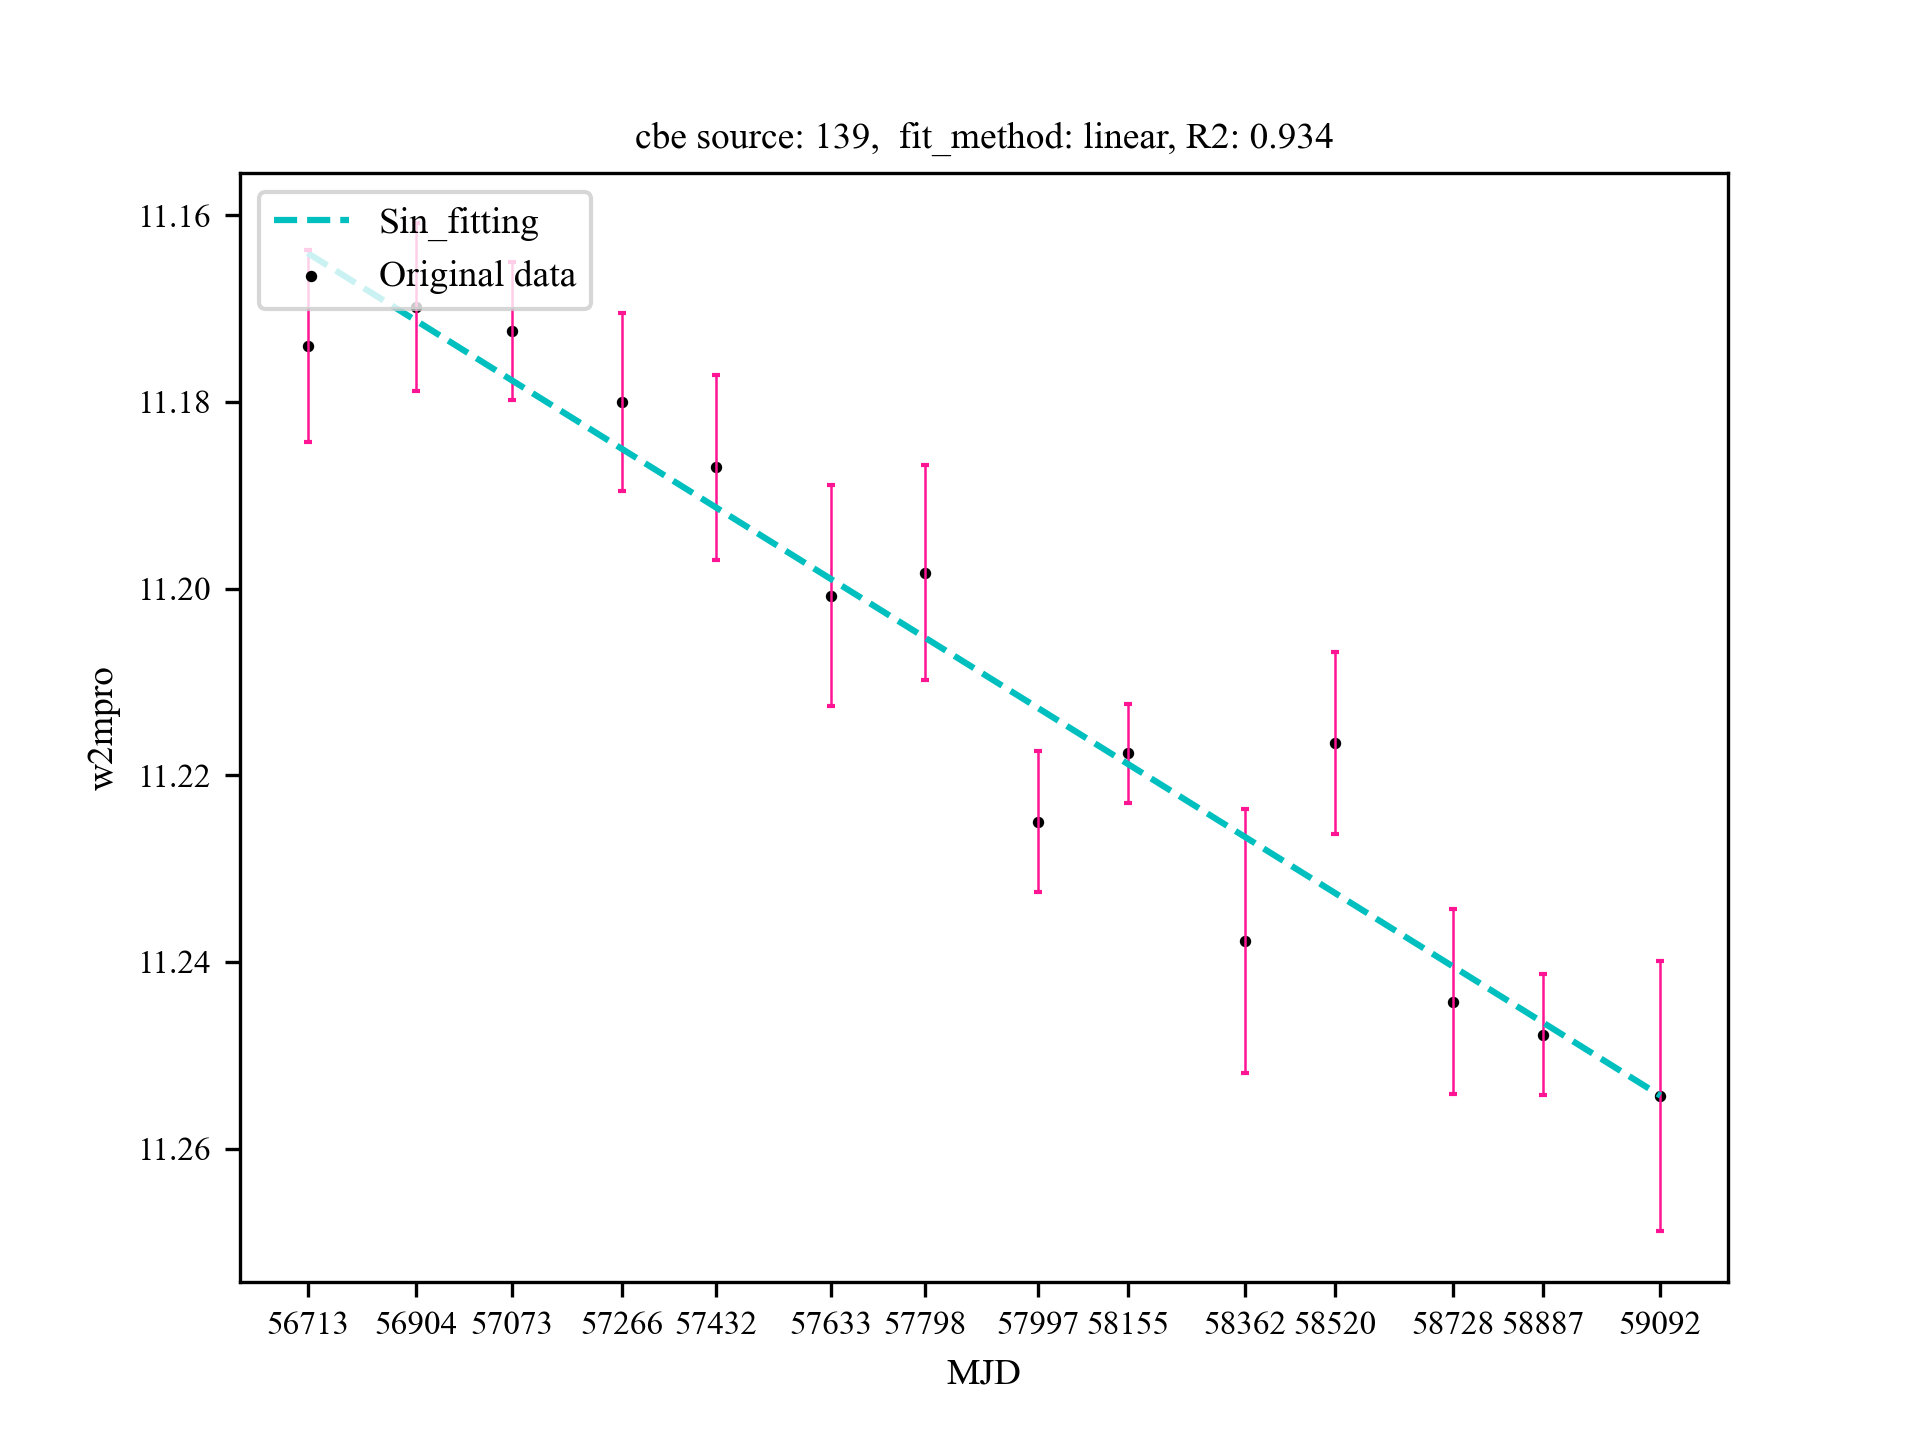 cbe source: 139,  fit_method: linear, R2: 0.934
Sin_fitting
Original data
11.16
11.18
11.20
11.22
11.24
11.26
w2mpro
56713 56904 57073 57266 57432 57633 57798 57997 58155 58362 58520 58728 58887 59092
MJD